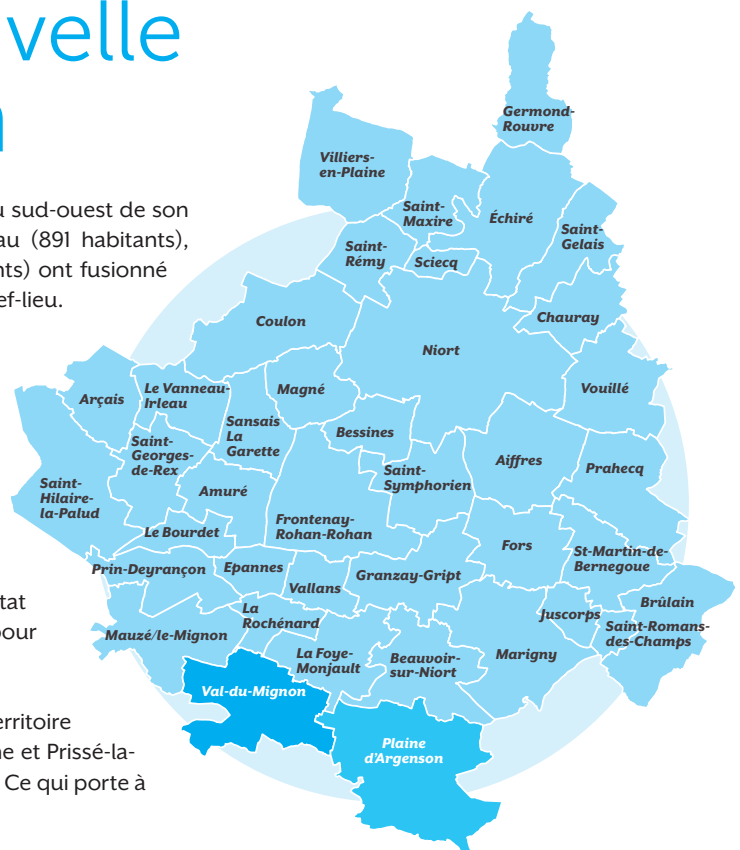 velle
u sud-ouest de son
au (891 habitants),
nts) ont fusionné
ef-lieu.
tat
pour
erritoire
ne et Prissé-la-
Ce qui porte à
Germond-
Rouvre
Villiers-
en-Plaine
Saint-
Maxire
Échiré
Saint-
Gelais
Saint-
Rémy
Sciecq
Coulon
Chauray
Niort
Arçais
Le Vanneau-
Irleau
Magné
Vouillé
Sansais
La
Garette
Bessines
Saint-
Georges-
de-Rex
Saint-
Symphorien
Aiffres
Prahecq
Saint-
Hilaire-
la-Palud
Amuré
Le Bourdet
Frontenay-
Rohan-Rohan
Fors
St-Martin-de-
Bernegoue
Prin-Deyrançon
Epannes
Vallans
Granzay-Gript
Brûlain
La
Rochénard
Juscorps
Saint-Romans-
des-Champs
Mauzé/le-Mignon
La Foye-
Monjault
Beauvoir-
sur-Niort
Marigny
Val-du-Mignon
Plaine
d'Argenson